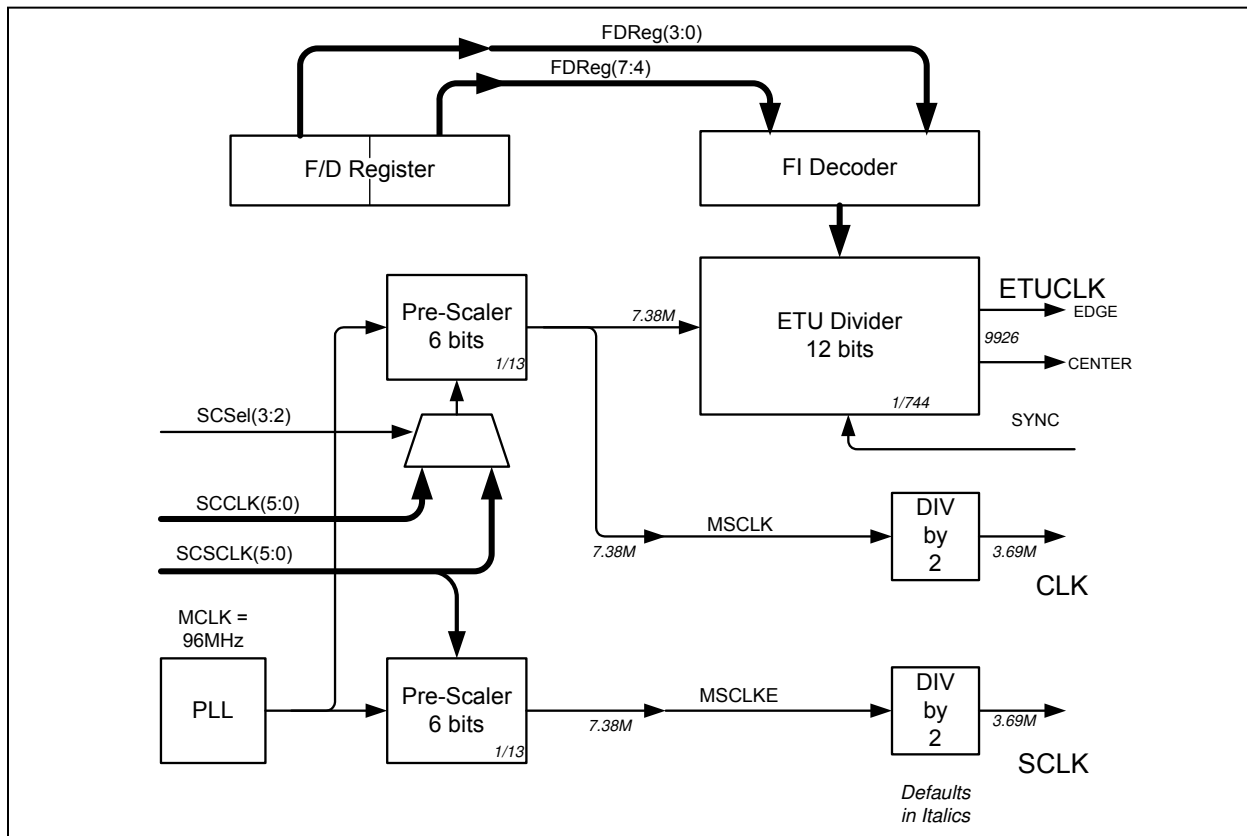 FDReg(3:0)
FDReg(7:4)
F/D Register
FI Decoder
Pre-Scaler
6 bits
1/13
7.38M
ETU Divider
12 bits
1/744
ETUCLK
EDGE
9926
CENTER
SYNC
SCSel(3:2)
SCCLK(5:0)
SCSCLK(5:0)
MSCLK
7.38M
DIV
by
2
3.69M
CLK
MCLK =
96MHz
PLL
Pre-Scaler
6 bits
1/13
7.38M
MSCLKE
DIV
by
2
3.69M
SCLK
Defaults
in Italics